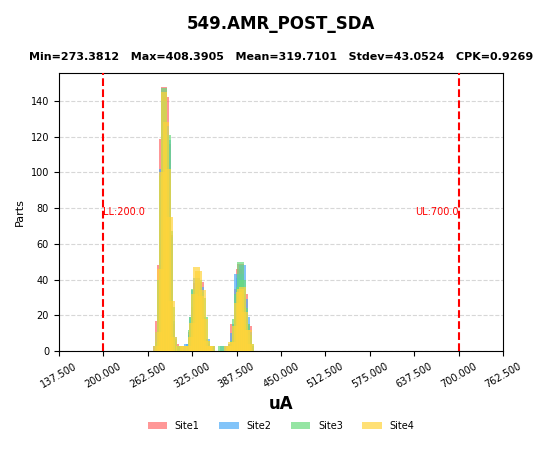 549.AMR_POST_SDA
Min=273.3812 Max=408.3905 Mean=319.7101 Stdev=43.0524 CPK=0.9269
140
120
100
80
60
40
20
0
Parts
LL:200.0
UL:700.0
137.500 200.000 262.500 325.000 387.500 450.000 512.500 575.000 637.500 700.000 762.500
uA
Site1 Site2 Site3 Site4